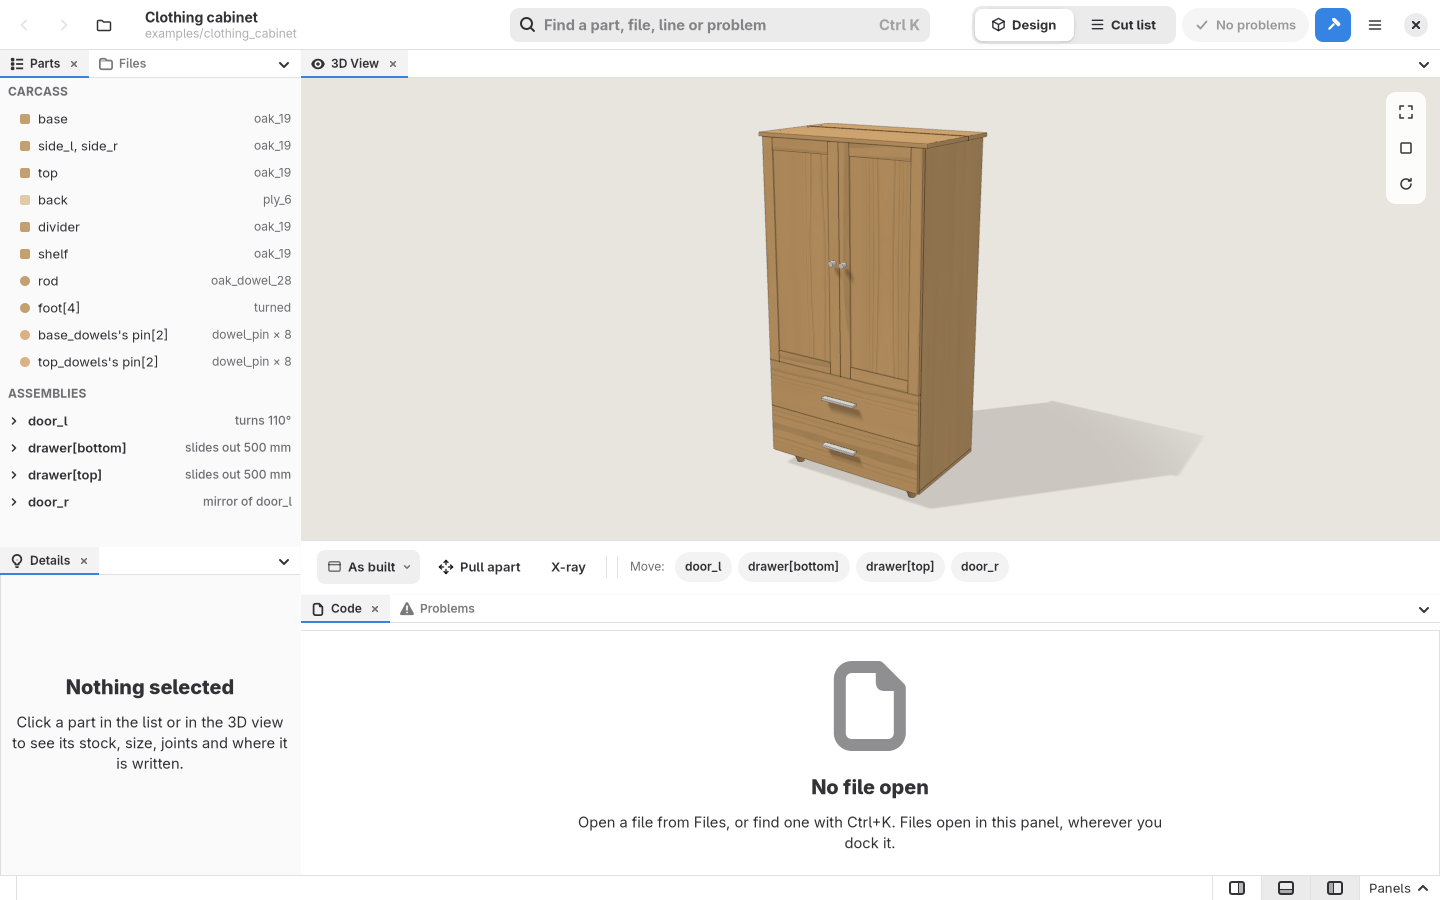 Clothing cabinet
examples/clothing_cabinet
Find a part, file, line or problem
Ctrl K
Design
Cut list
No problems
Parts
Files
3D View
CARCASS
base
oak_19
side_l, side_r
oak_19
top
oak_19
back
ply_6
divider
oak_19
shelf
oak_19
rod
oak_dowel_28
foot[4]
turned
base_dowels's pin[2]
dowel_pin × 8
top_dowels's pin[2]
dowel_pin × 8
ASSEMBLIES
door_l
turns 110°
drawer[bottom]
slides out 500 mm
drawer[top]
slides out 500 mm
door_r
mirror of door_l
Details
Nothing selected
Click a part in the list or in the 3D view
to see its stock, size, joints and where it
is written.
As built
Pull apart
X-ray
Move:
door_l
drawer[bottom]
drawer[top]
door_r
Code
Problems
No file open
Open a file from Files, or find one with Ctrl+K. Files open in this panel, wherever you
dock it.
Panels